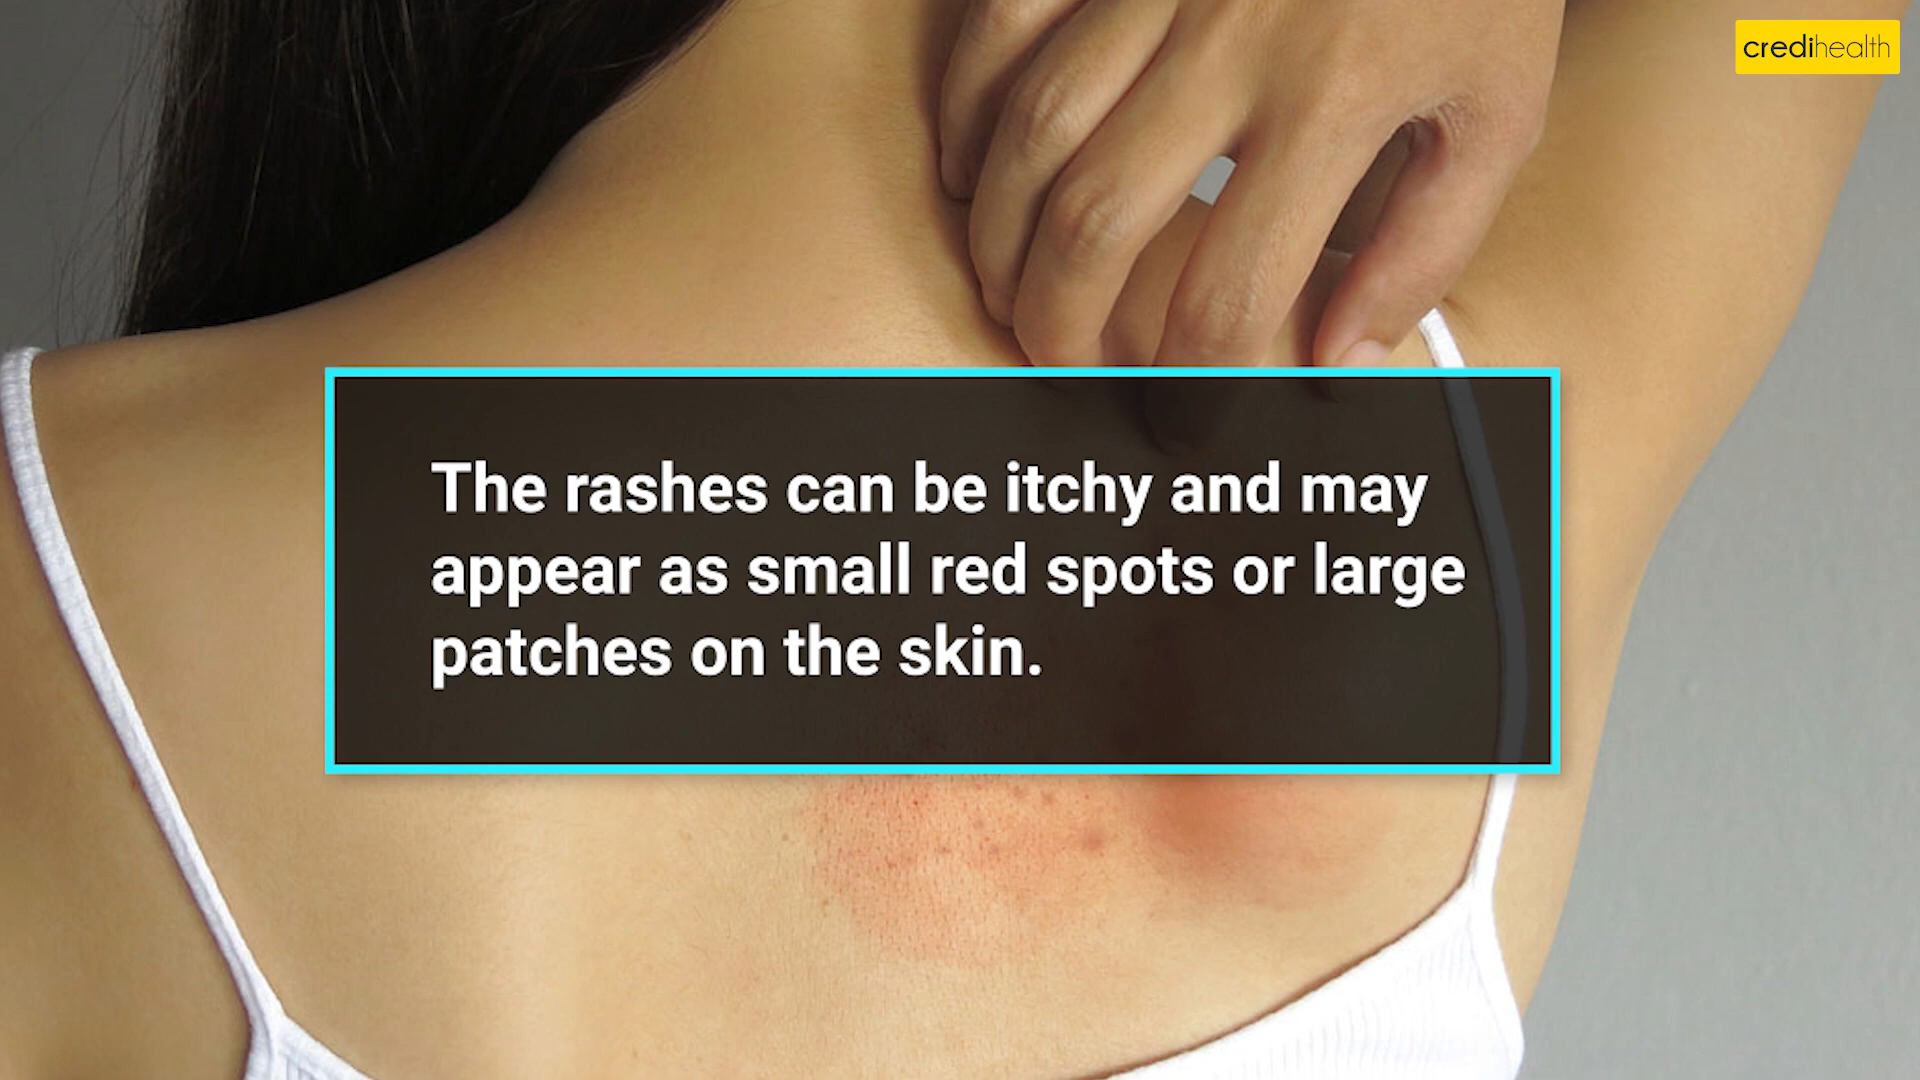 credihealth
The rashes can be itchy and may
appear as small red spots or large
patches on the skin.